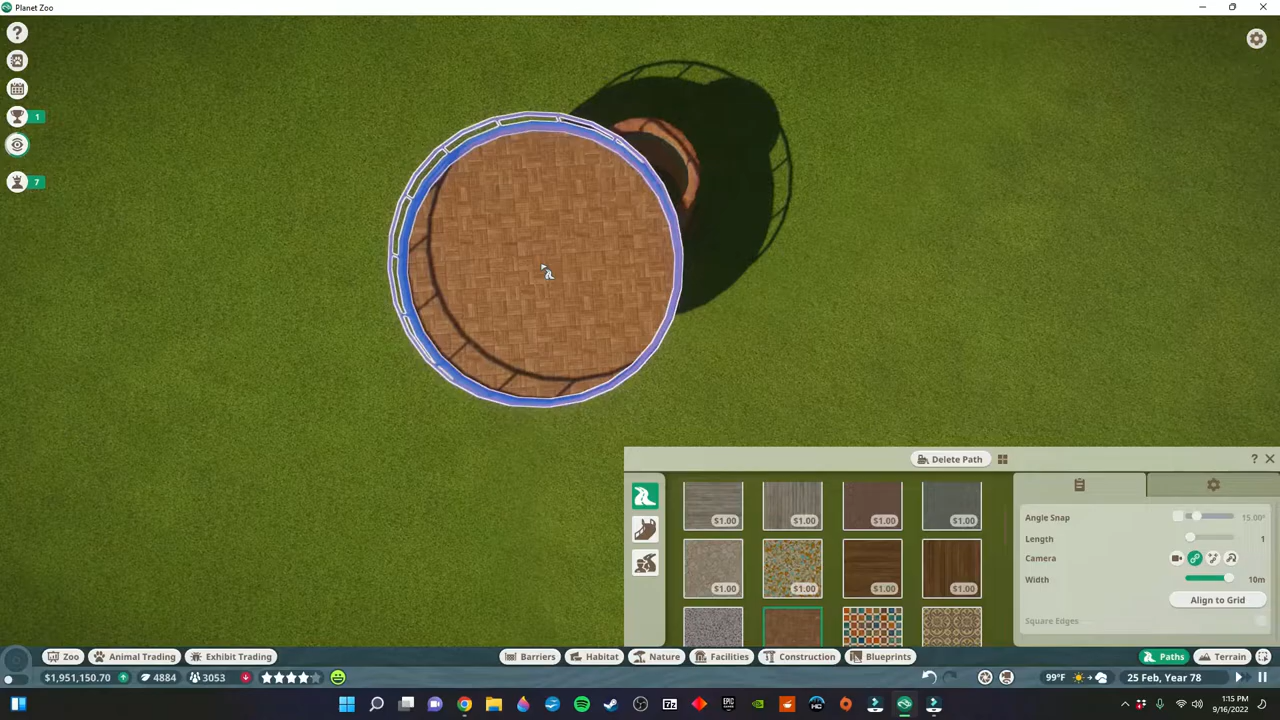 Planet Zoo
1
7
Delete Path
?
$1.00 $1.00 $1.00 $1.00
$1.00 $1.00 $1.00 $1.00
Angle Snap 15.00°
Length 1
Camera
Width 10m
Align to Grid
Square Edges
Zoo Animal Trading Exhibit Trading Barriers Habitat Nature Facilities Construction Blueprints Paths Terrain
$1,951,150.70 4884 3053 99°F 25 Feb, Year 78
1:15 PM
9/16/2022